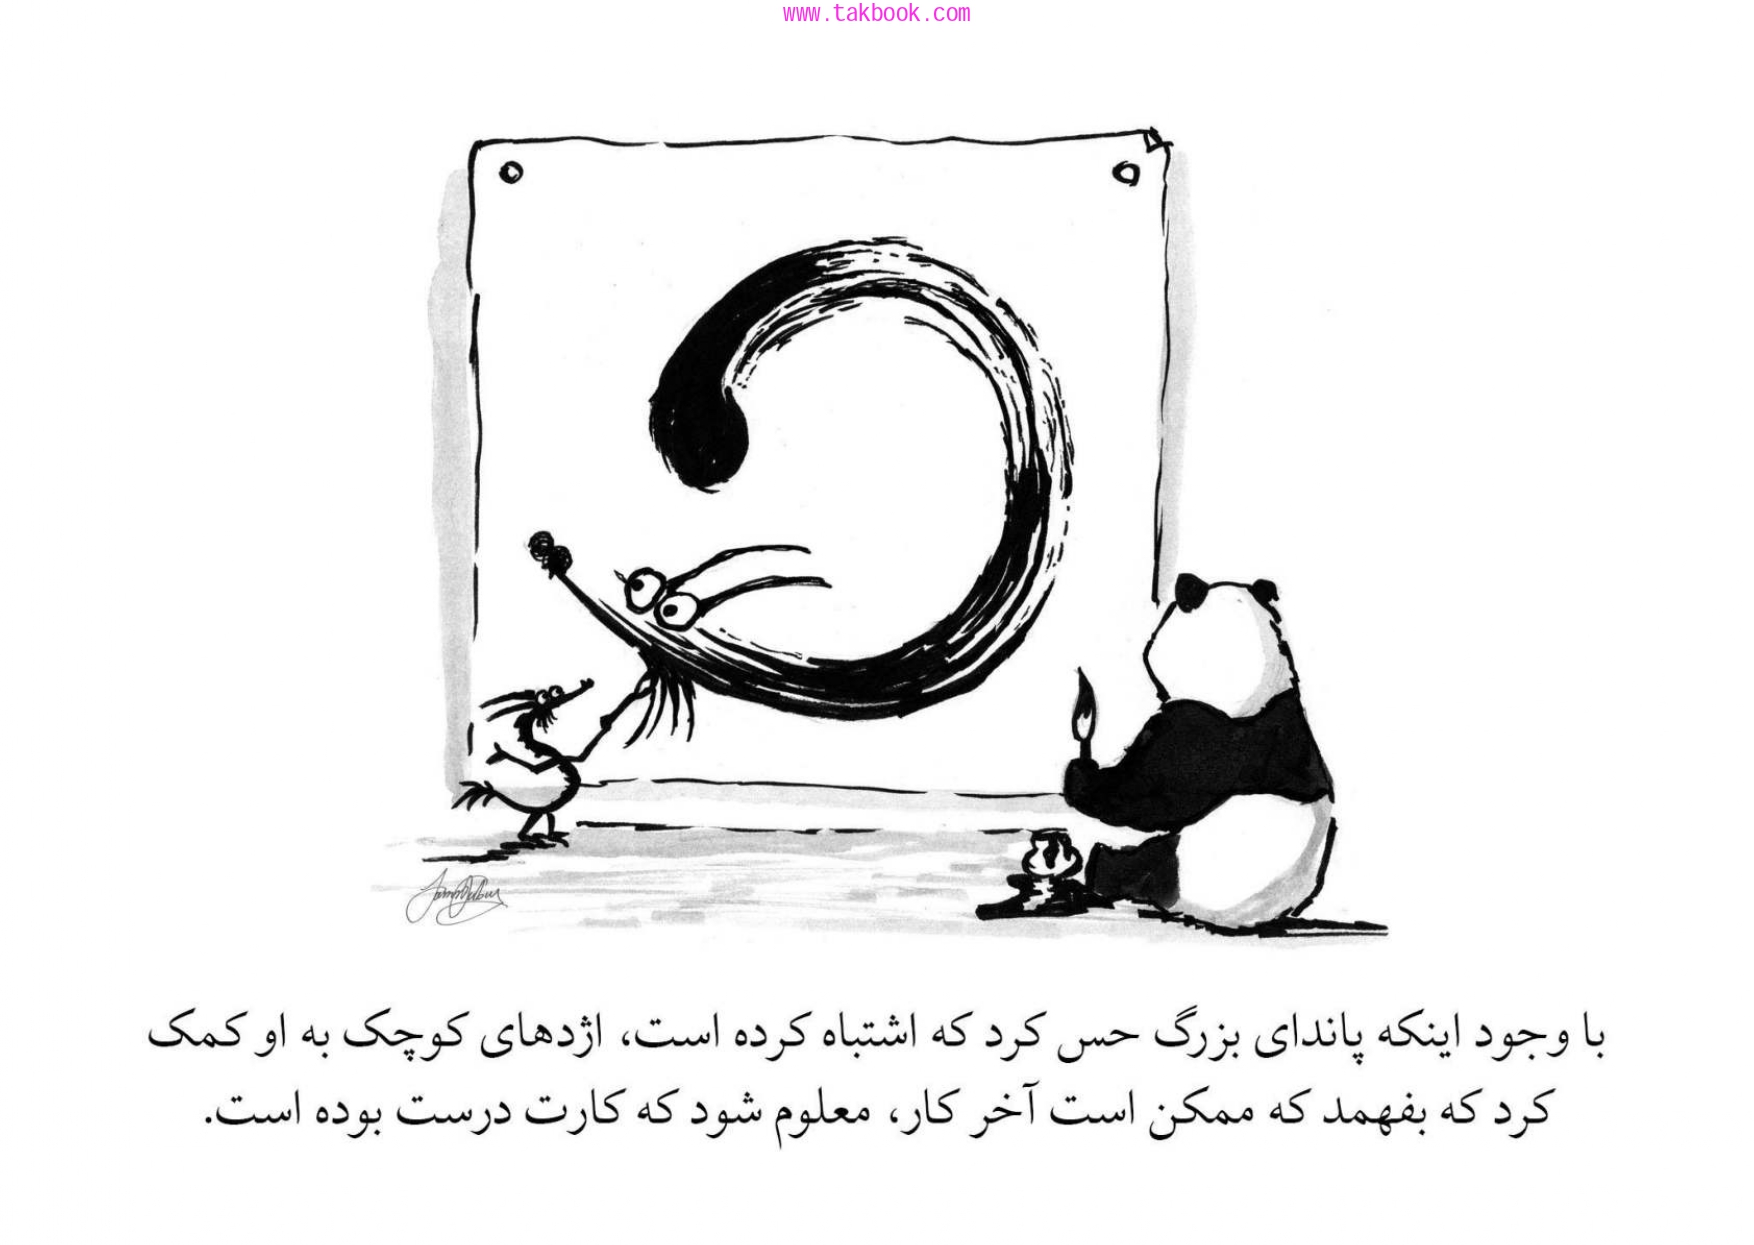 www.takbook.com
با وجود اینکه پاندای بزرگ حس کرد که اشتباه کرده است، اژدهای کوچک به او کمک
کرد که بفهمد که ممکن است آخر کار، معلوم شود که کارت درست بوده است.